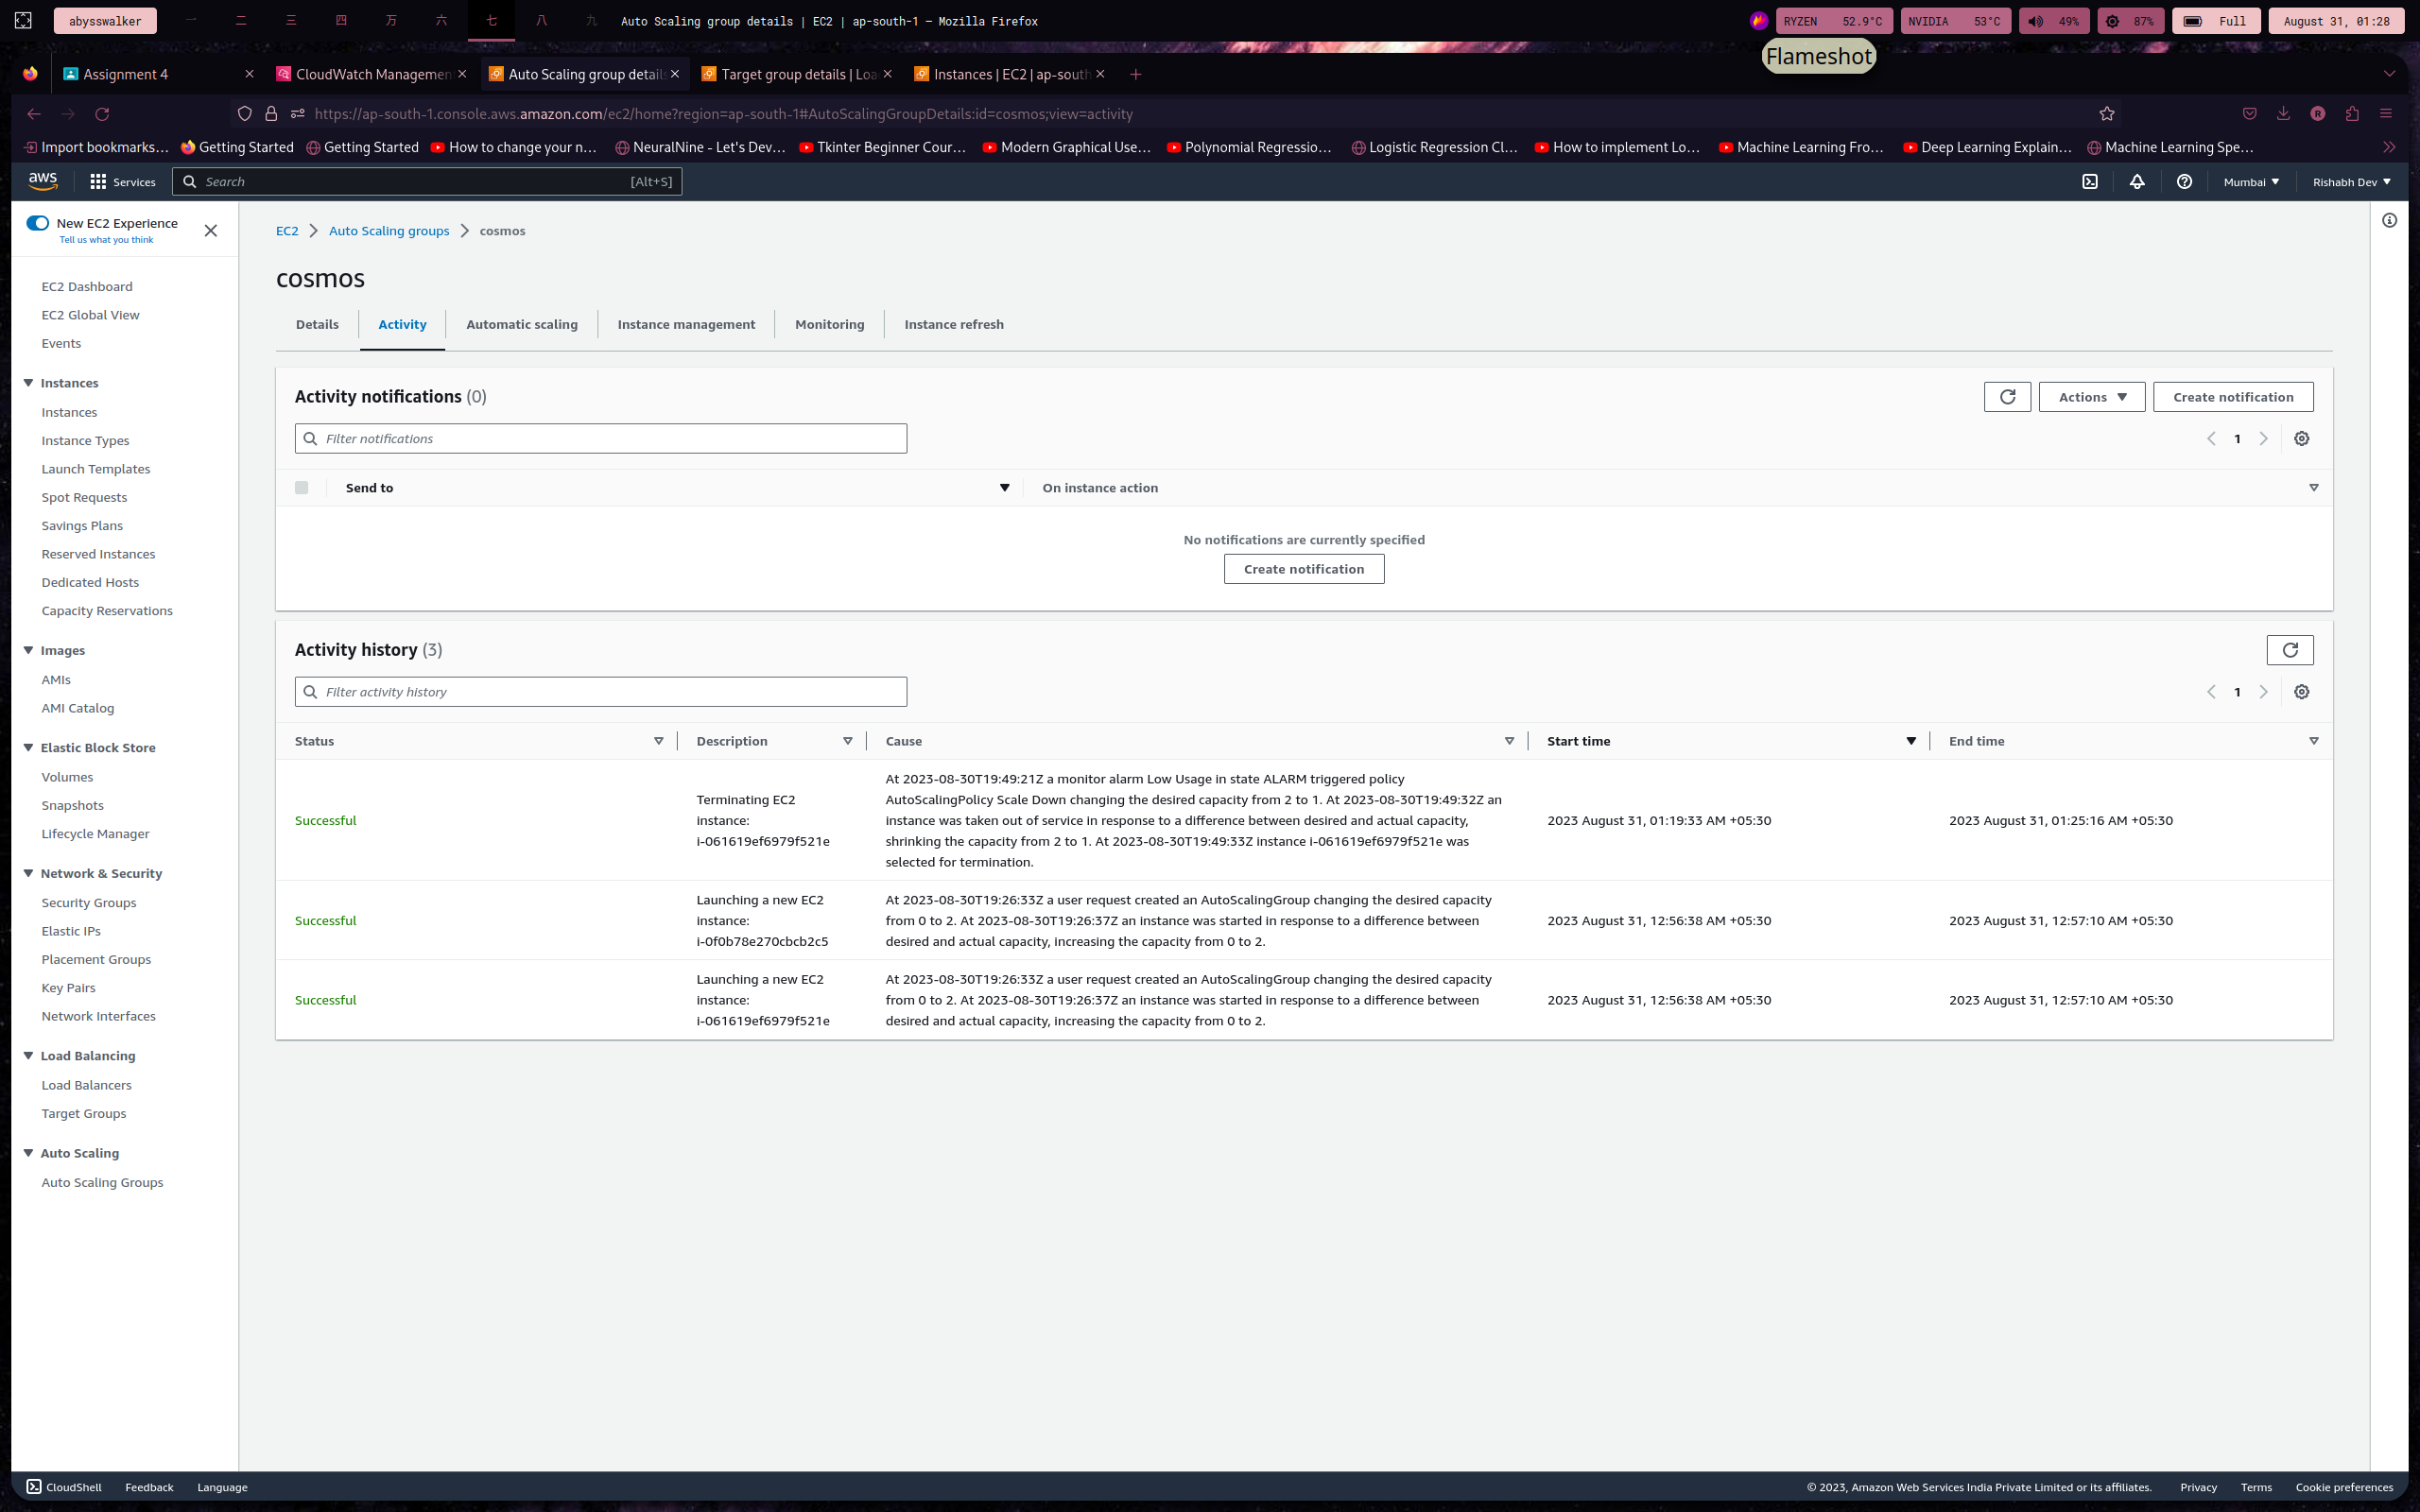 abysswalker 一 二 三 四 万 六 七 八 九 Auto Scaling group details | EC2 | ap-south-1 — Mozilla Firefox RYZEN 52.9°C NVIDIA 53°C 49% 87% Full August 31, 01:28
Flameshot
Assignment 4 CloudWatch Managemen Auto Scaling group details Target group details | Loa Instances | EC2 | ap-south
https://ap-south-1.console.aws.amazon.com/ec2/home?region=ap-south-1#AutoScalingGroupDetails:id=cosmos;view=activity
Import bookmarks... Getting Started Getting Started How to change your n... NeuralNine - Let's Dev... Tkinter Beginner Cour... Modern Graphical Use... Polynomial Regressio... Logistic Regression Cl... How to implement Lo... Machine Learning Fro... Deep Learning Explain... Machine Learning Spe...
aws Services Search [Alt+S] Mumbai Rishabh Dev
New EC2 Experience
Tell us what you think
EC2 Dashboard
EC2 Global View
Events
Instances
Instances
Instance Types
Launch Templates
Spot Requests
Savings Plans
Reserved Instances
Dedicated Hosts
Capacity Reservations
Images
AMIs
AMI Catalog
Elastic Block Store
Volumes
Snapshots
Lifecycle Manager
Network & Security
Security Groups
Elastic IPs
Placement Groups
Key Pairs
Network Interfaces
Load Balancing
Load Balancers
Target Groups
Auto Scaling
Auto Scaling Groups
EC2 Auto Scaling groups cosmos
cosmos
Details Activity Automatic scaling Instance management Monitoring Instance refresh
Activity notifications (0) Actions Create notification
Filter notifications 1
Send to On instance action
No notifications are currently specified
Create notification
Activity history (3)
Filter activity history 1
Status Description Cause Start time End time
Successful
Terminating EC2
instance:
i-061619ef6979f521e
At 2023-08-30T19:49:21Z a monitor alarm Low Usage in state ALARM triggered policy
AutoScalingPolicy Scale Down changing the desired capacity from 2 to 1. At 2023-08-30T19:49:32Z an
instance was taken out of service in response to a difference between desired and actual capacity,
shrinking the capacity from 2 to 1. At 2023-08-30T19:49:33Z instance i-061619ef6979f521e was
selected for termination.
2023 August 31, 01:19:33 AM +05:30
2023 August 31, 01:25:16 AM +05:30
Successful
Launching a new EC2
instance:
i-0f0b78e270cbcb2c5
At 2023-08-30T19:26:33Z a user request created an AutoScalingGroup changing the desired capacity
from 0 to 2. At 2023-08-30T19:26:37Z an instance was started in response to a difference between
desired and actual capacity, increasing the capacity from 0 to 2.
2023 August 31, 12:56:38 AM +05:30
2023 August 31, 12:57:10 AM +05:30
Successful
Launching a new EC2
instance:
i-061619ef6979f521e
At 2023-08-30T19:26:33Z a user request created an AutoScalingGroup changing the desired capacity
from 0 to 2. At 2023-08-30T19:26:37Z an instance was started in response to a difference between
desired and actual capacity, increasing the capacity from 0 to 2.
2023 August 31, 12:56:38 AM +05:30
2023 August 31, 12:57:10 AM +05:30
CloudShell Feedback Language © 2023, Amazon Web Services India Private Limited or its affiliates. Privacy Terms Cookie preferences